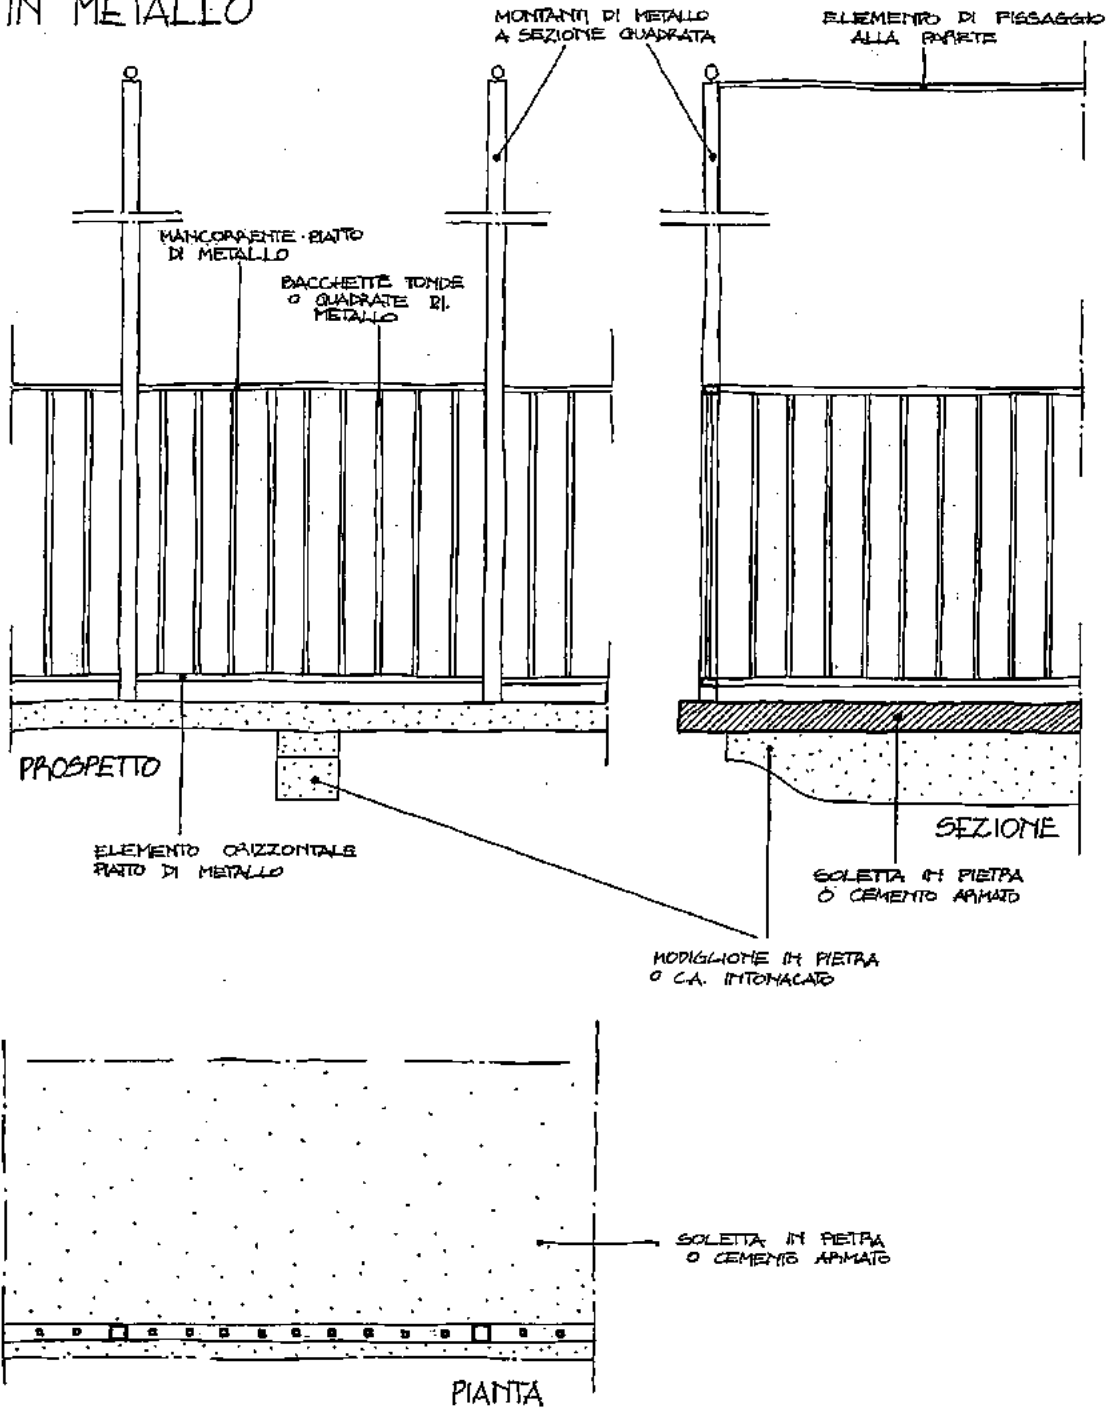 IN METALLO
MONTANTI DI METALLO
A SEZIONE QUADRATA
ELEMENTO DI FISSAGGIO
ALLA PARETE
MANCORRENTE PIATTO
DI METALLO
BACCHETTE TONDE
O QUADRATE DI
METALLO
PROSPETTO
SEZIONE
ELEMENTO ORIZZONTALE
PIATTO DI METALLO
SOLETTA IN PIETRA
O CEMENTO ARMATO
MODIGLIONE IN PIETRA
O C.A. INTONACATO
SOLETTA IN PIETRA
O CEMENTO ARMATO
PIANTA